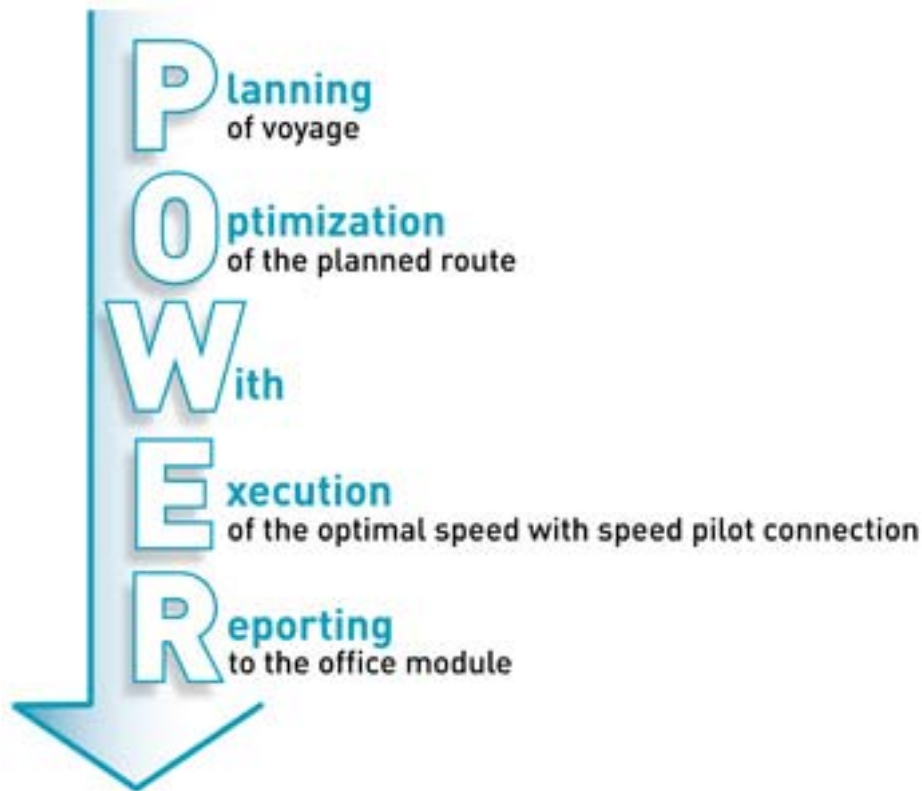 Planning
of voyage
Optimization
of the planned route
With
Execution
of the optimal speed with speed pilot connection
Reporting
to the office module